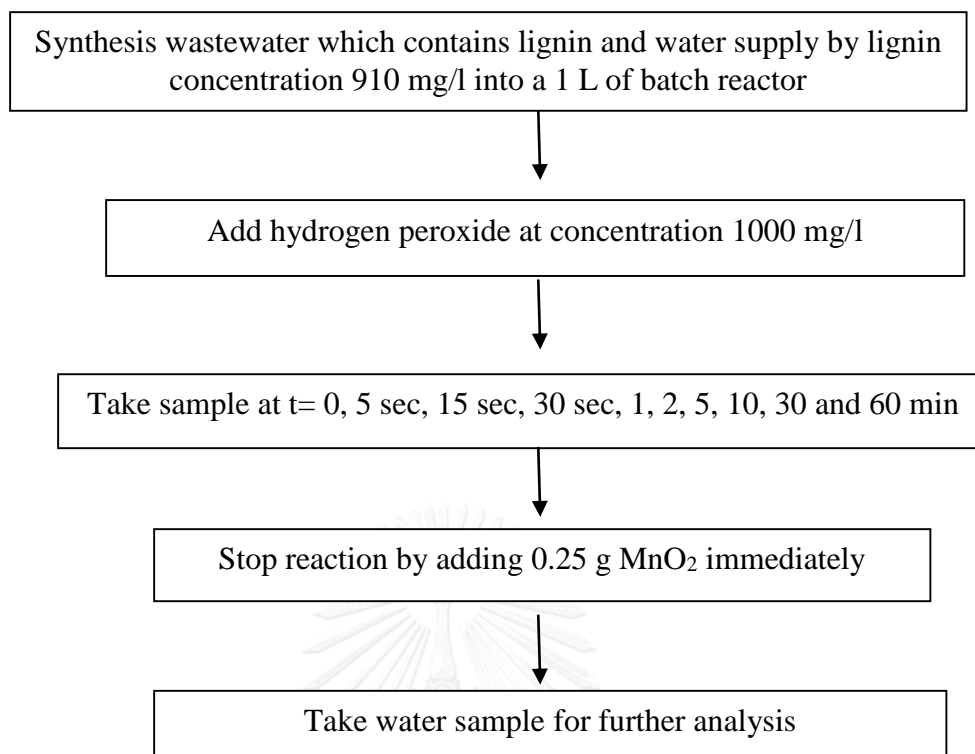 Synthesis wastewater which contains lignin and water supply by lignin
concentration 910 mg/l into a 1 L of batch reactor
Add hydrogen peroxide at concentration 1000 mg/l
Take sample at t= 0, 5 sec, 15 sec, 30 sec, 1, 2, 5, 10, 30 and 60 min
Stop reaction by adding 0.25 g MnO₂ immediately
Take water sample for further analysis